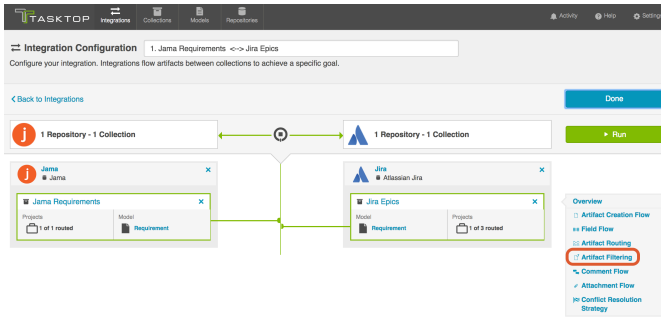 TASKTOP
Integrations
Collections
Models
Repositories
Activity
Help
Settings
Integration Configuration
1. Jama Requirements <--> Jira Epics
Configure your integration. Integrations flow artifacts between collections to achieve a specific goal.
Back to Integrations
Done
1 Repository - 1 Collection
1 Repository - 1 Collection
Run
Jama
Jama
Jira
Atlassian Jira
Jama Requirements
Projects
Model
1 of 1 routed
Requirement
Jira Epics
Model
Projects
Requirement
1 of 3 routed
Overview
Artifact Creation Flow
Field Flow
Artifact Routing
Artifact Filtering
Comment Flow
Attachment Flow
Conflict Resolution
Strategy